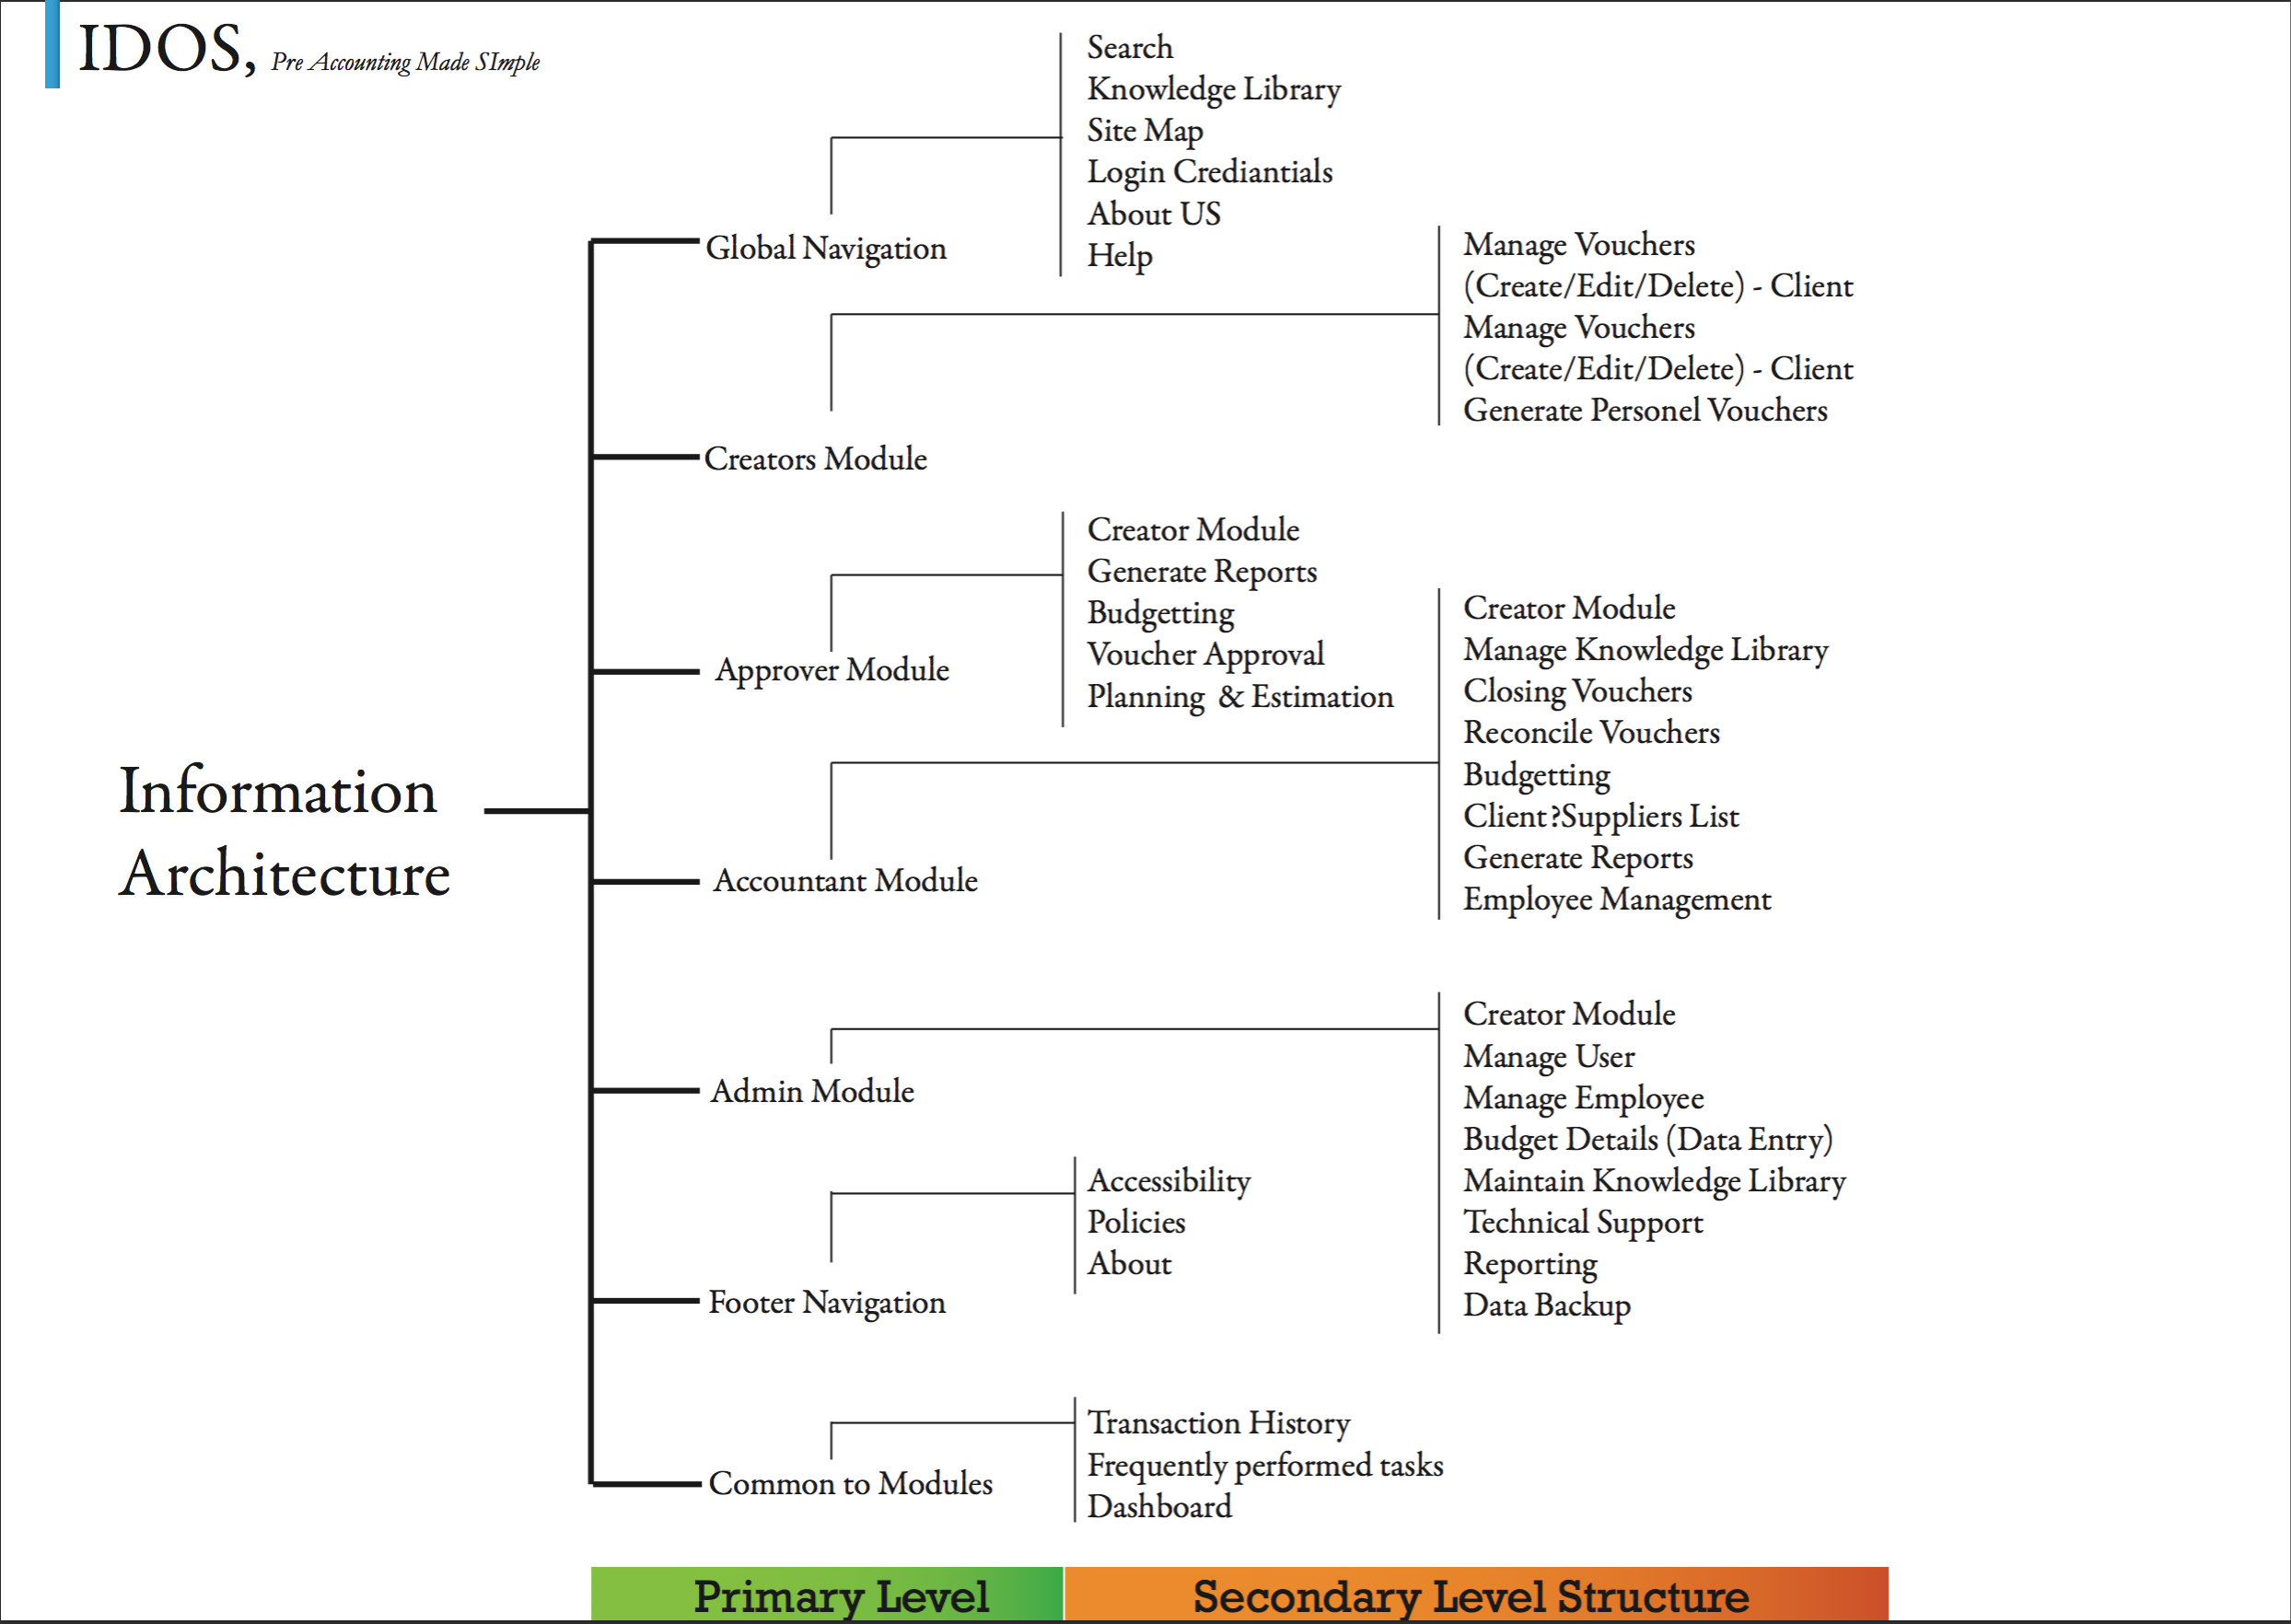 IDOS, Pre Accounting Made SImple
Search
Knowledge Library
Site Map
Login Crediantials
About US
Help
Global Navigation
Manage Vouchers
(Create/Edit/Delete) - Client
Manage Vouchers
(Create/Edit/Delete) - Client
Generate Personel Vouchers
Creators Module
Creator Module
Generate Reports
Budgetting
Voucher Approval
Planning & Estimation
Approver Module
Creator Module
Manage Knowledge Library
Closing Vouchers
Reconcile Vouchers
Budgetting
Client?Suppliers List
Generate Reports
Employee Management
Information
Architecture
Accountant Module
Creator Module
Manage User
Manage Employee
Budget Details (Data Entry)
Maintain Knowledge Library
Technical Support
Reporting
Data Backup
Admin Module
Accessibility
Policies
About
Footer Navigation
Transaction History
Frequently performed tasks
Dashboard
Common to Modules
Primary Level
Secondary Level Structure